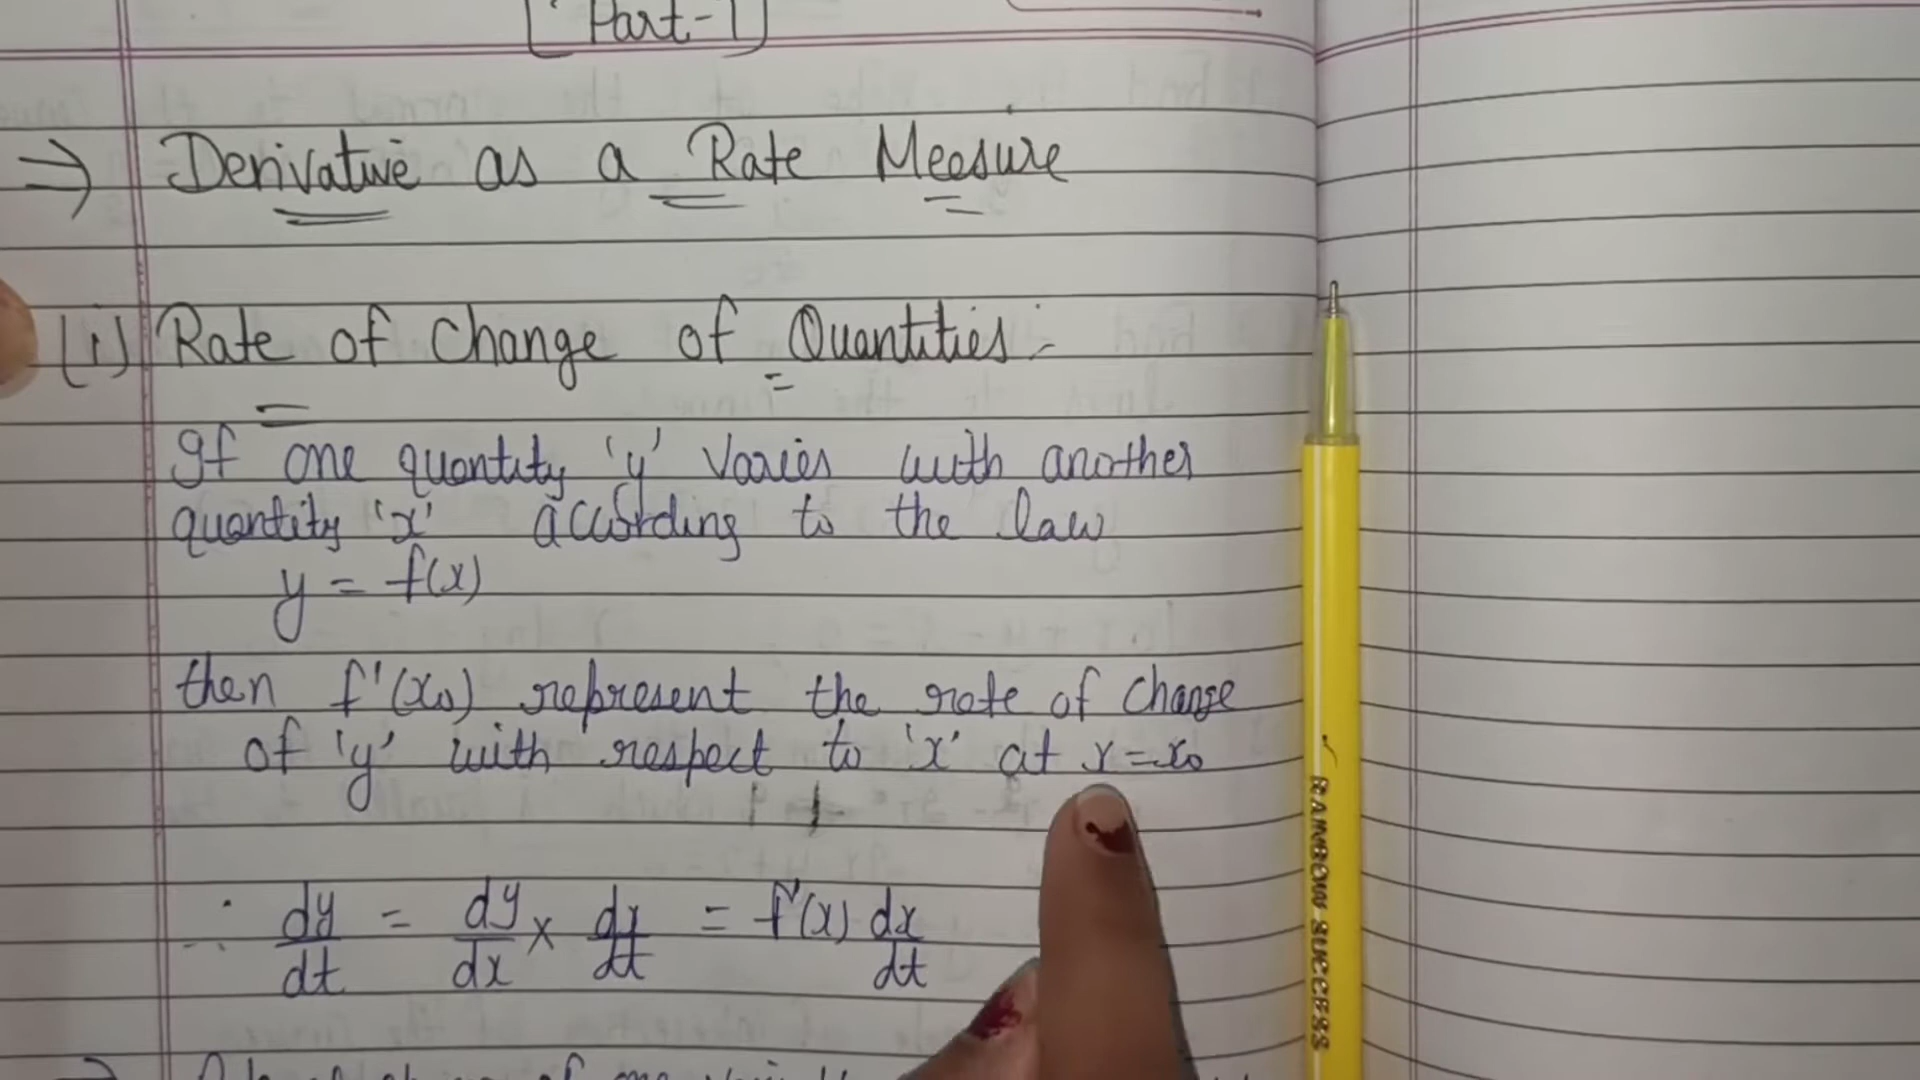 Part-1
⇒ Derivative as a Rate Meesure
(i) Rate of Change of Quantities:-
If one quantity 'y' varies with another
quantity 'x' according to the law
y = f(x)
then f'(x₀) represent the rate of change
of 'y' with respect to 'x' at x=x₀
∴ dy/dt = dy/dx × dx/dt = f'(x) dx/dt
RAINBOW SUCCESS